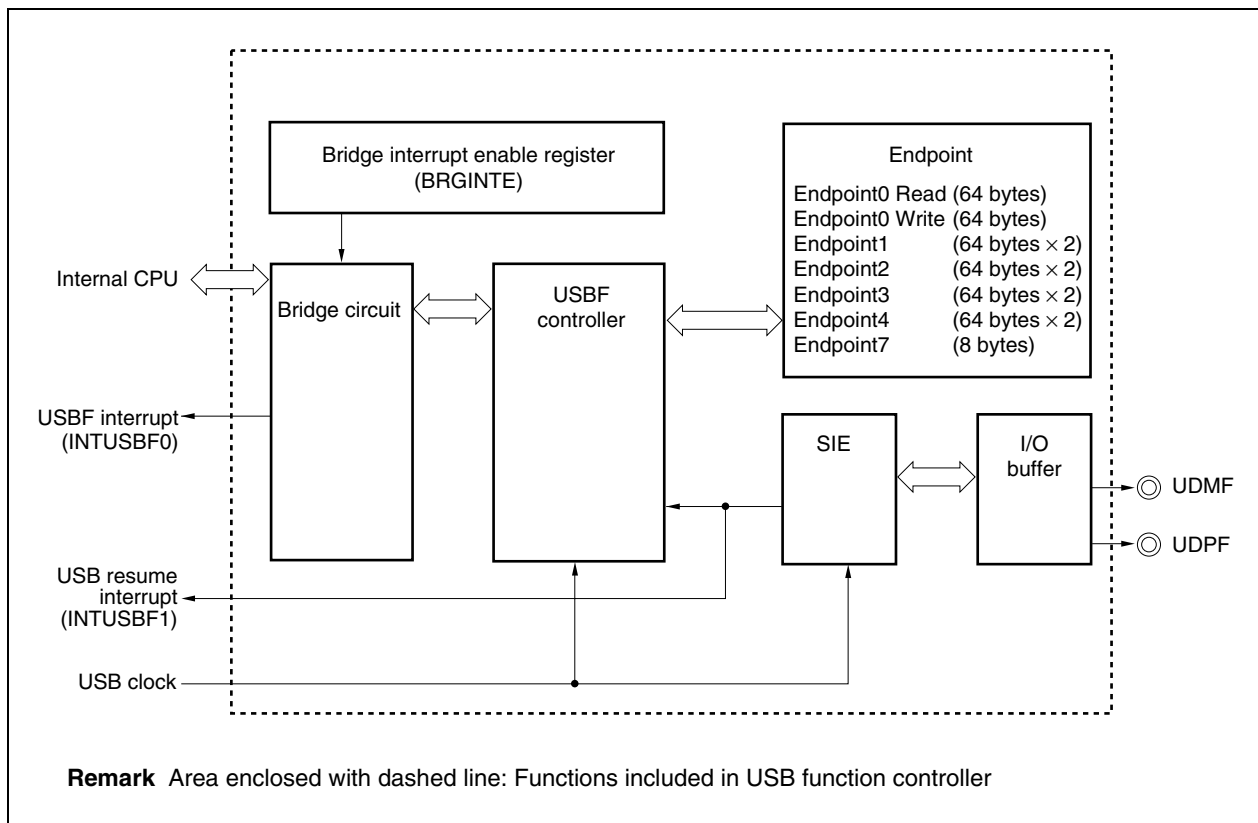 Bridge interrupt enable register
(BRGINTE)
Endpoint
Endpoint0 Read (64 bytes)
Endpoint0 Write (64 bytes)
Endpoint1 (64 bytes × 2)
Endpoint2 (64 bytes × 2)
Endpoint3 (64 bytes × 2)
Endpoint4 (64 bytes × 2)
Endpoint7 (8 bytes)
Internal CPU
Bridge circuit
USBF
controller
USBF interrupt
(INTUSBF0)
SIE
I/O
buffer
UDMF
UDPF
USB resume
interrupt
(INTUSBF1)
USB clock
Remark Area enclosed with dashed line: Functions included in USB function controller